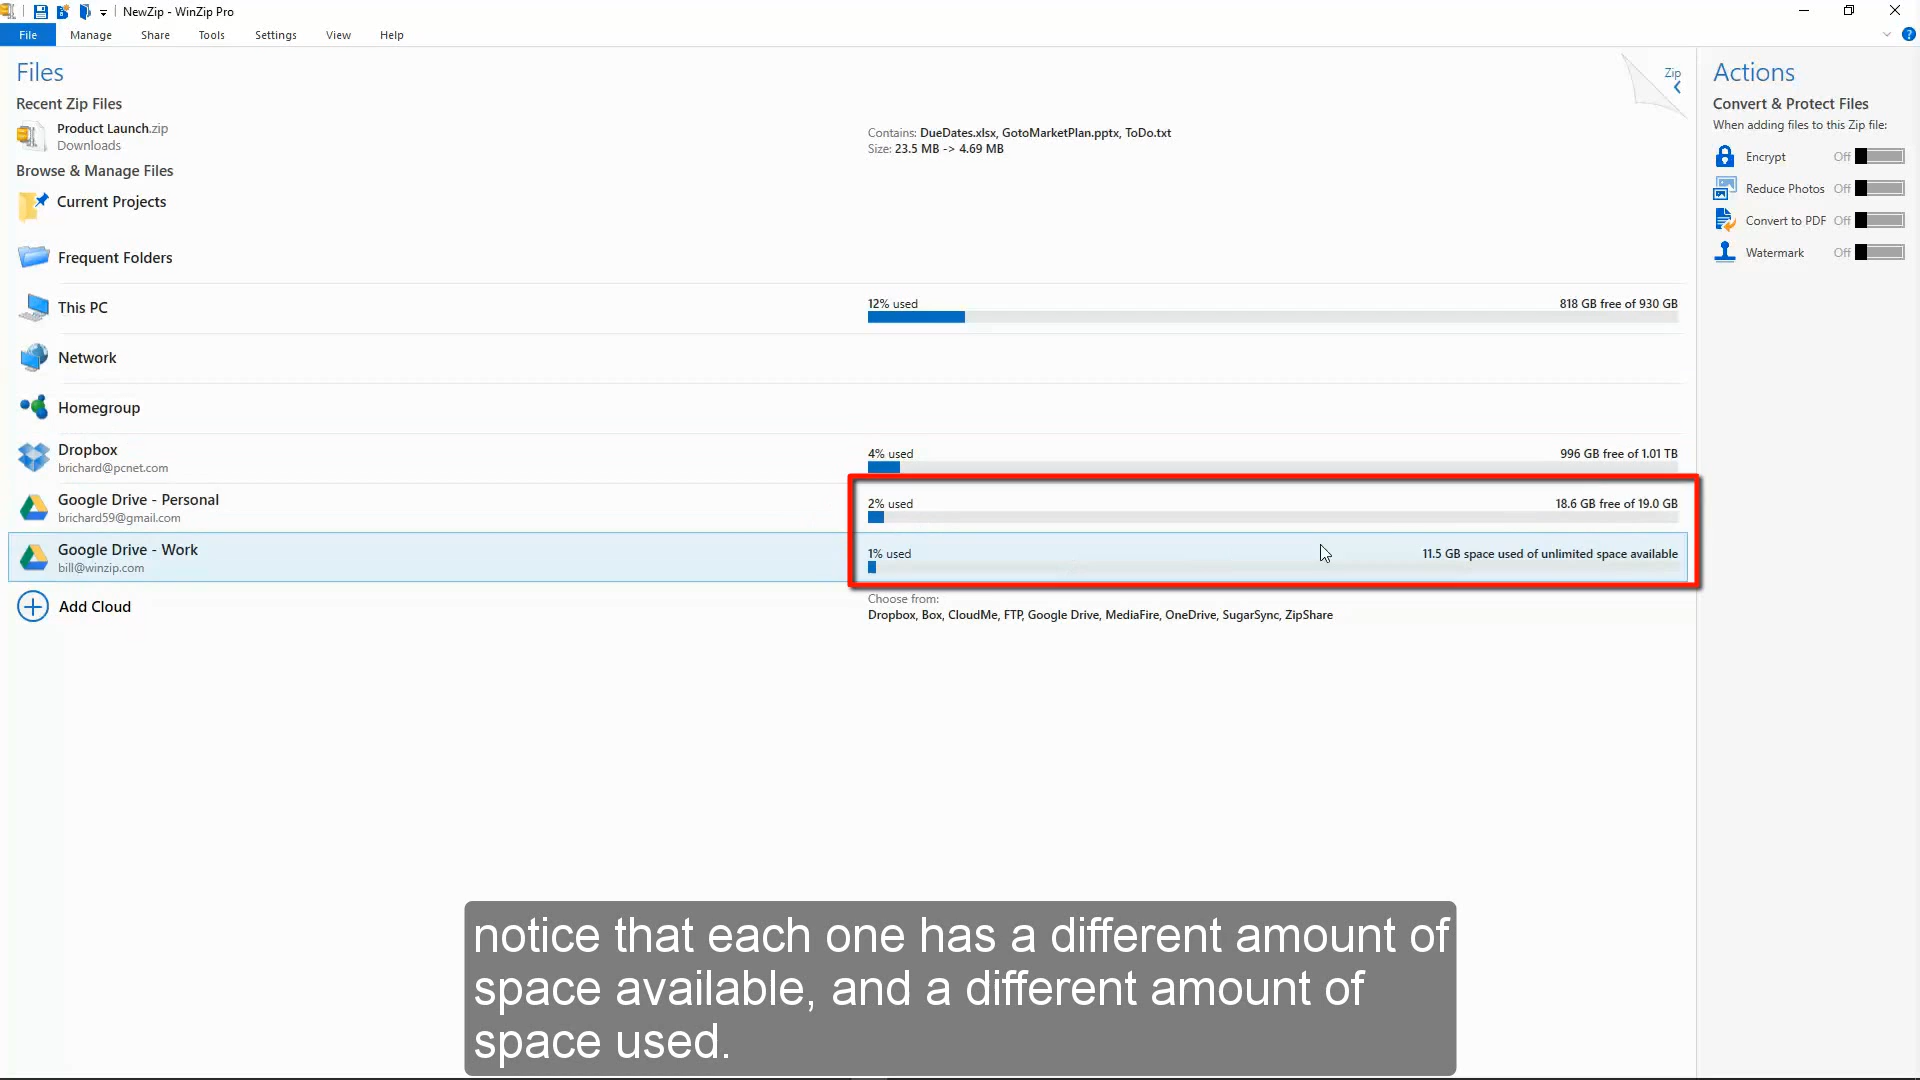 NewZip - WinZip Pro
File Manage Share Tools Settings View Help
?
Files
Zip
Recent Zip Files
Product Launch.zip
Downloads
Contains: DueDates.xlsx, GotoMarketPlan.pptx, ToDo.txt
Size: 23.5 MB -> 4.69 MB
Browse & Manage Files
Current Projects
Frequent Folders
This PC
12% used 818 GB free of 930 GB
Network
Homegroup
Dropbox
brichard@pcnet.com
4% used 996 GB free of 1.01 TB
Google Drive - Personal
brichard59@gmail.com
2% used 18.6 GB free of 19.0 GB
Google Drive - Work
bill@winzip.com
1% used 11.5 GB space used of unlimited space available
Add Cloud
Choose from:
Dropbox, Box, CloudMe, FTP, Google Drive, MediaFire, OneDrive, SugarSync, ZipShare
Actions
Convert & Protect Files
When adding files to this Zip file:
Encrypt Off
Reduce Photos Off
Convert to PDF Off
Watermark Off
notice that each one has a different amount of
space available, and a different amount of
space used.